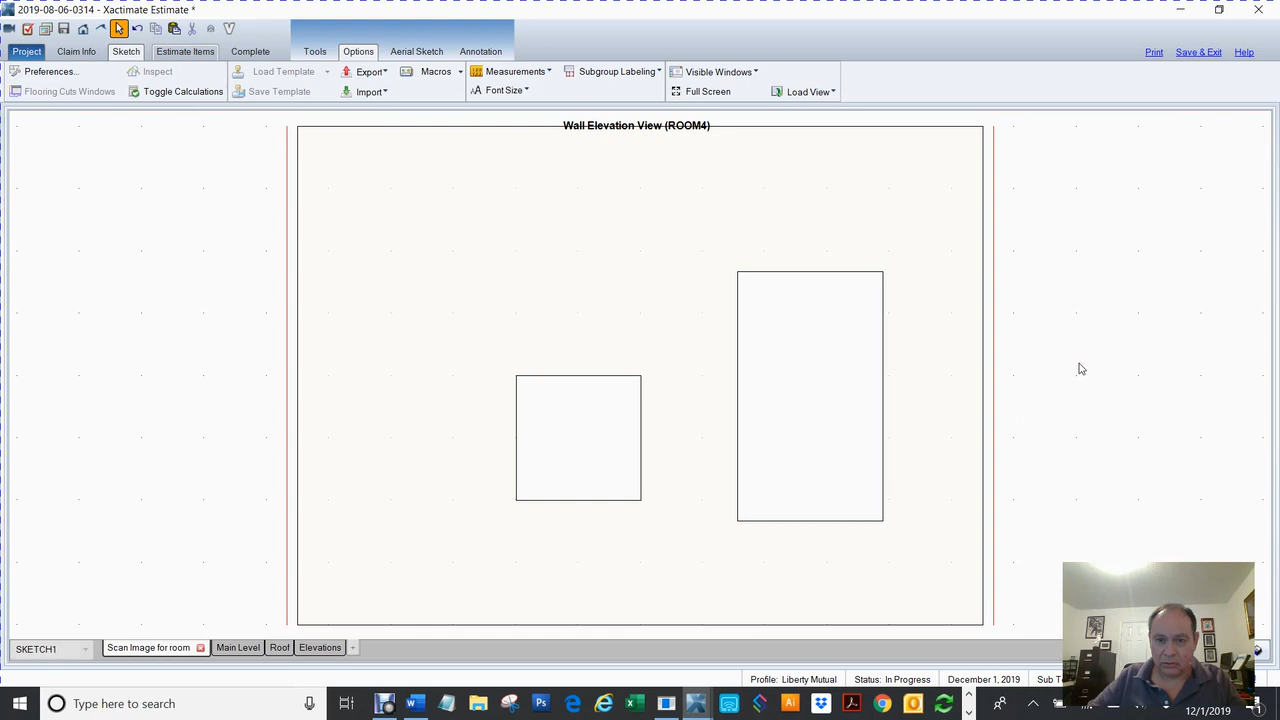 2019-08-06-0314 - Xactimate Estimate *
Project Claim Info Sketch Estimate Items Complete Tools Options Aerial Sketch Annotation Print Save & Exit Help
Preferences... Inspect Load Template Export Macros Measurements Subgroup Labeling Visible Windows
Flooring Cuts Windows Toggle Calculations Save Template Import Font Size Full Screen Load View
Wall Elevation View (ROOM4)
SKETCH1 Scan Image for room Main Level Roof Elevations +
Profile: Liberty Mutual Status: In Progress December 1, 2019 Sub T
Type here to search
12/1/2019